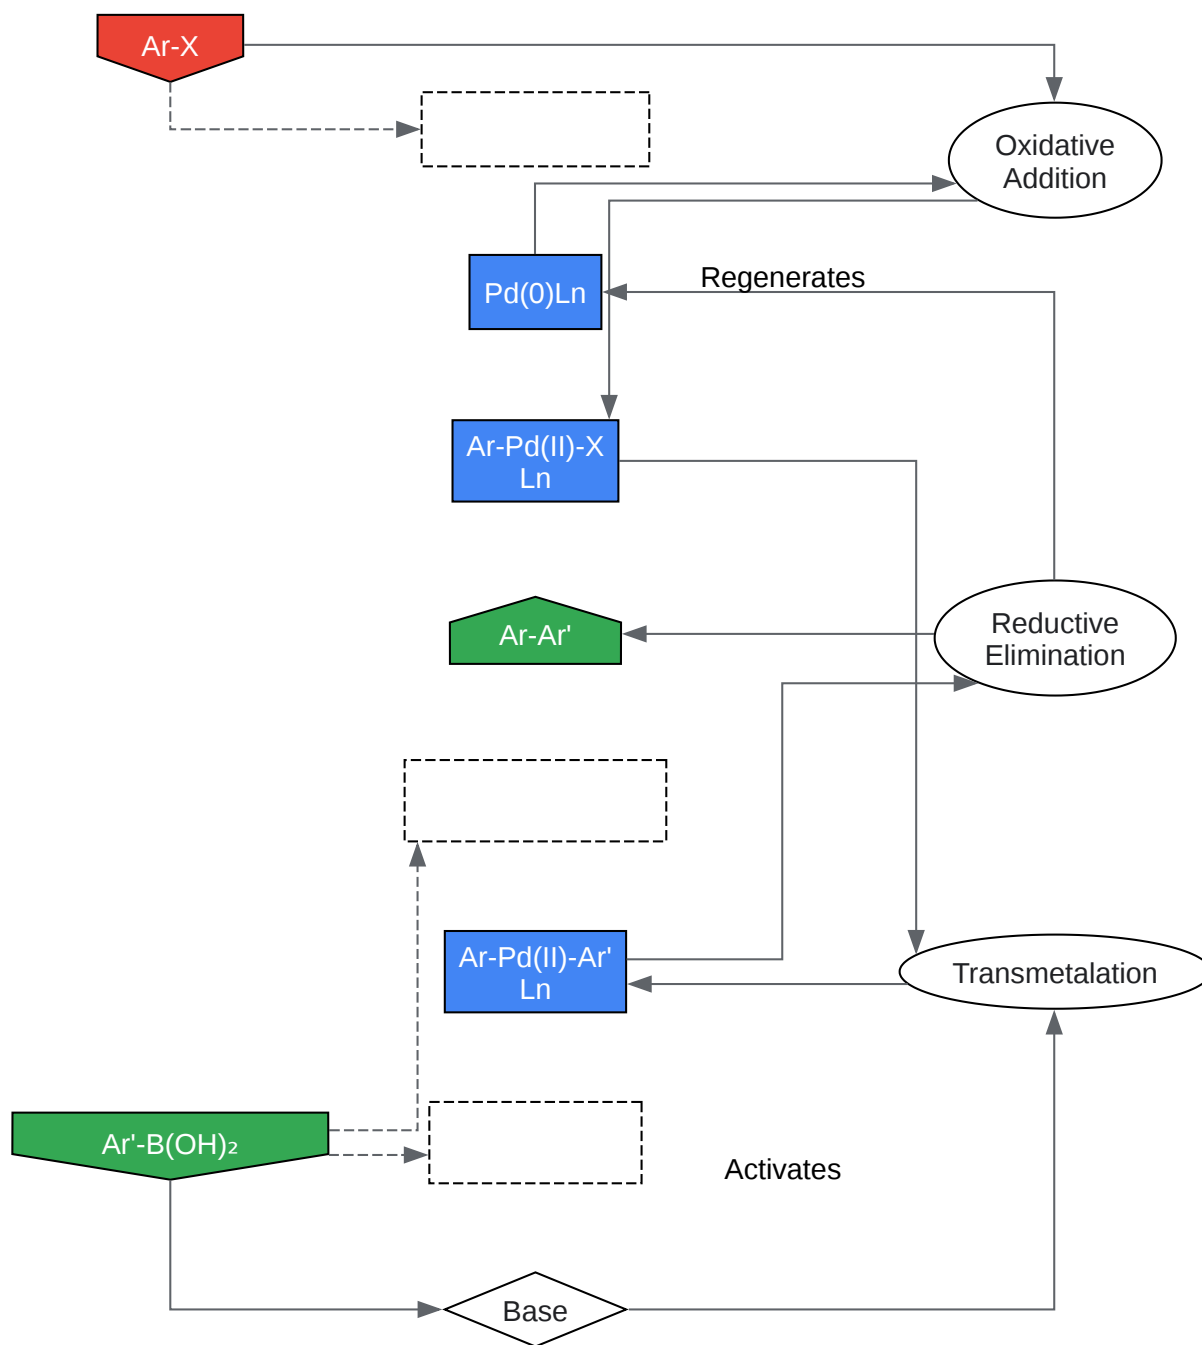 Ar-X
Oxidative
Addition
Pd(0)Ln
Regenerates
Ar-Pd(II)-X
Ln
Ar-Ar'
Reductive
Elimination
Ar-Pd(II)-Ar'
Ln
Transmetalation
Ar'-B(OH)₂
Activates
Base